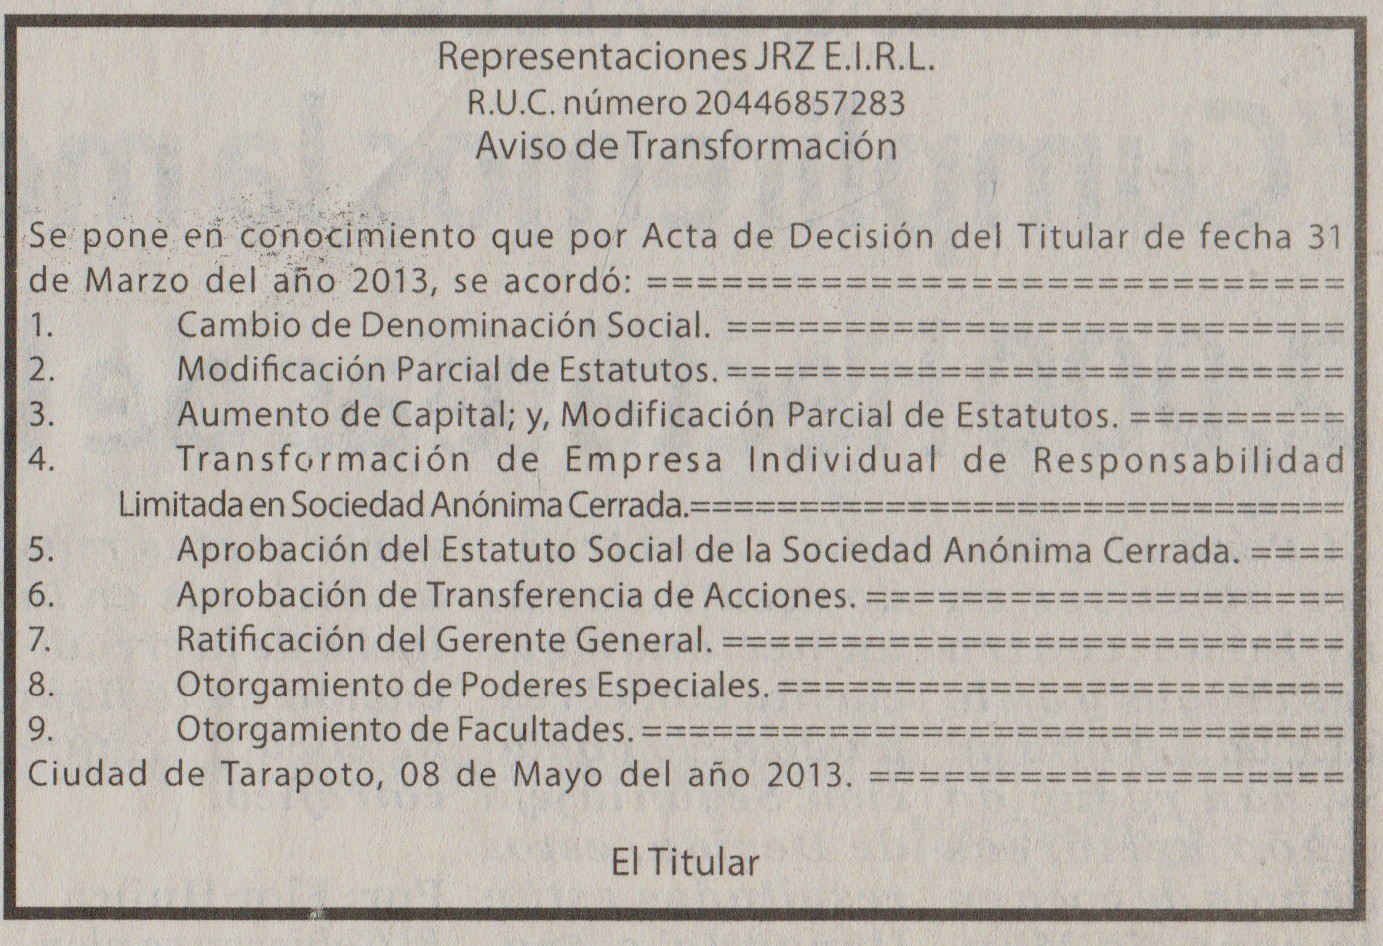 Representaciones JRZ E.I.R.L.
R.U.C. número 20446857283
Aviso de Transformación
Se pone en conocimiento que por Acta de Decisión del Titular de fecha 31
de Marzo del año 2013, se acordó: =============================
1. Cambio de Denominación Social. ==========================
2. Modificación Parcial de Estatutos. ==========================
3. Aumento de Capital; y, Modificación Parcial de Estatutos. =========
4. Transformación de Empresa Individual de Responsabilidad
Limitada en Sociedad Anónima Cerrada.============================
5. Aprobación del Estatuto Social de la Sociedad Anónima Cerrada. ====
6. Aprobación de Transferencia de Acciones. ====================
7. Ratificación del Gerente General. ==========================
8. Otorgamiento de Poderes Especiales. ========================
9. Otorgamiento de Facultades. ==============================
Ciudad de Tarapoto, 08 de Mayo del año 2013. ====================
El Titular